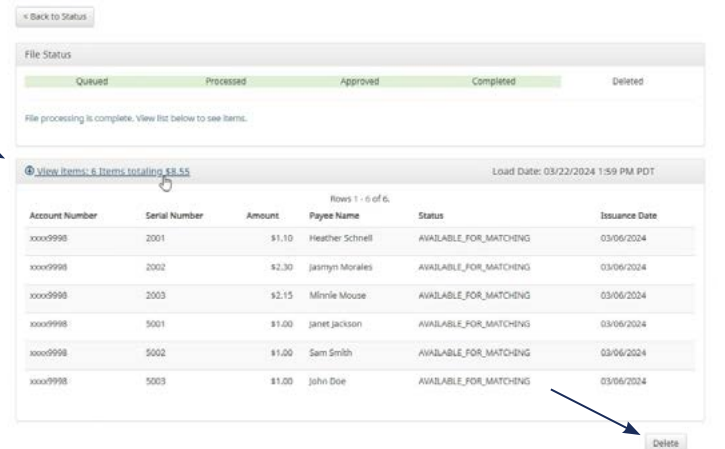 < Back to Status
File Status
Queued Processed Approved Completed Deleted
File processing is complete. View list below to see items.
View items: 6 Items totaling $8.55 Load Date: 03/22/2024 1:59 PM PDT
Rows 1 - 6 of 6.
Account Number Serial Number Amount Payee Name Status Issuance Date
xxxx9998 2001 $1.10 Heather Schnell AVAILABLE_FOR_MATCHING 03/06/2024
xxxx9998 2002 $2.30 Jasmyn Morales AVAILABLE_FOR_MATCHING 03/06/2024
xxxx9998 2003 $2.15 Minnie Mouse AVAILABLE_FOR_MATCHING 03/06/2024
xxxx9998 5001 $1.00 Janet Jackson AVAILABLE_FOR_MATCHING 03/06/2024
xxxx9998 5002 $1.00 Sam Smith AVAILABLE_FOR_MATCHING 03/06/2024
xxxx9998 5003 $1.00 John Doe AVAILABLE_FOR_MATCHING 03/06/2024
Delete